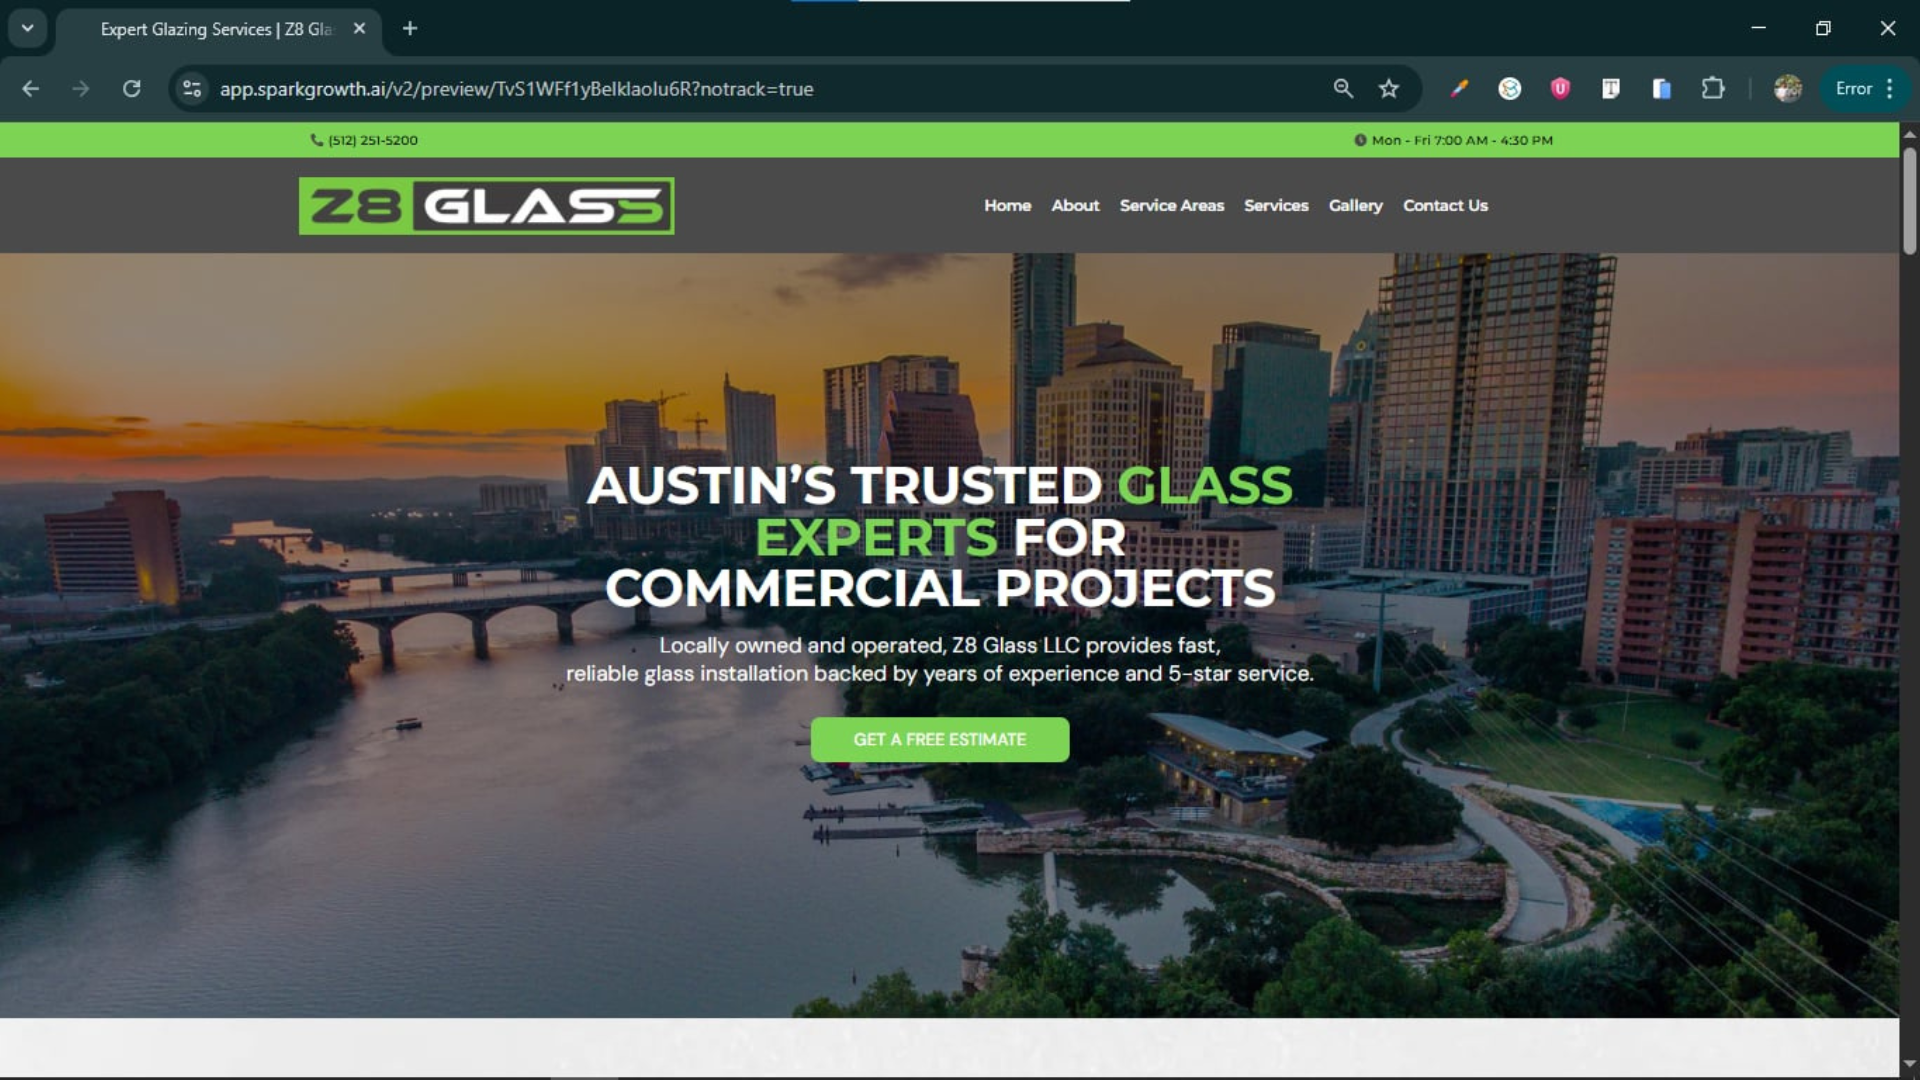 Expert Glazing Services | Z8 Gla
app.sparkgrowth.ai/v2/preview/TvS1WFf1yBelklaoIu6R?notrack=true
Error
(512) 251-5200
Mon - Fri 7:00 AM - 4:30 PM
Z8 GLASS
Home About Service Areas Services Gallery Contact Us
AUSTIN’S TRUSTED GLASS
EXPERTS FOR
COMMERCIAL PROJECTS
Locally owned and operated, Z8 Glass LLC provides fast,
reliable glass installation backed by years of experience and 5-star service.
GET A FREE ESTIMATE